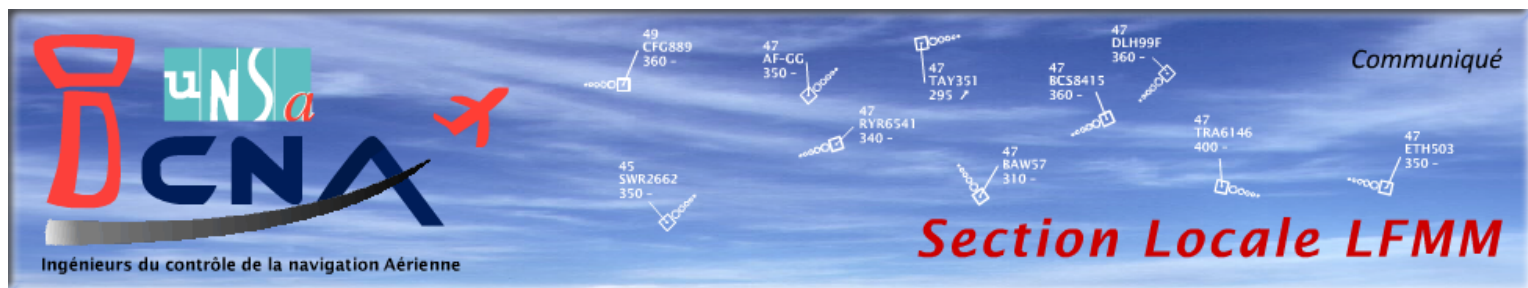 UNSa
ICNA
Ingénieurs du contrôle de la navigation Aérienne
49
CFG889
360 –
47
AF-GG
350 –
47
TAY351
295 ↗
47
DLH99F
360 –
47
BCS8415
360 –
47
RYR6541
340 –
45
SWR2662
350 –
47
BAW57
310 –
47
TRA6146
400 –
47
ETH503
350 –
Communiqué
Section Locale LFMM